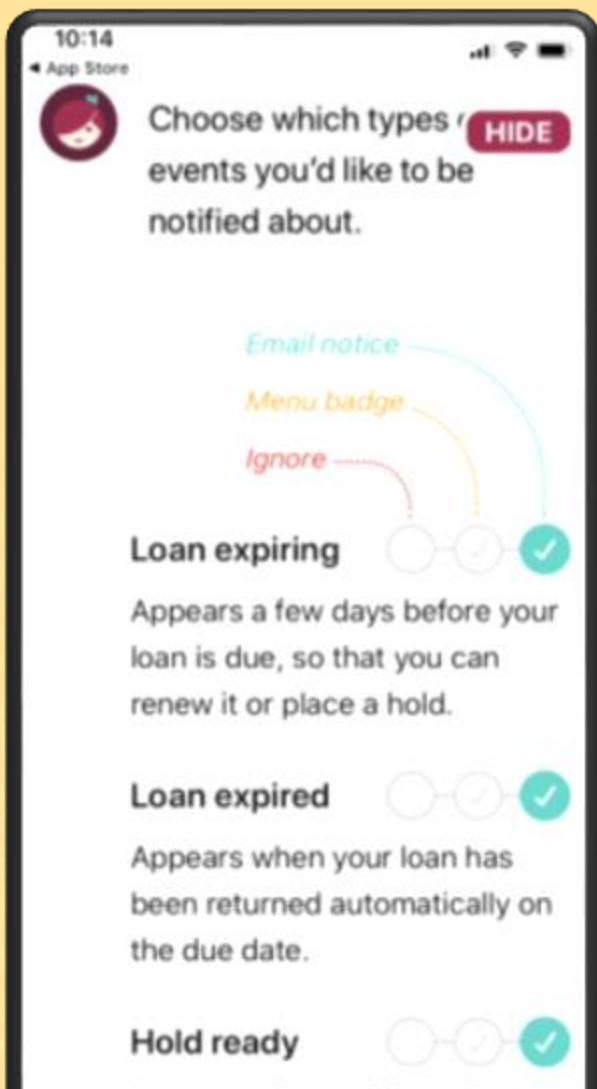 10:14
◀ App Store
Choose which types
HIDE
events you'd like to be
notified about.
Email notice
Menu badge
Ignore
Loan expiring
Appears a few days before your
loan is due, so that you can
renew it or place a hold.
Loan expired
Appears when your loan has
been returned automatically on
the due date.
Hold ready